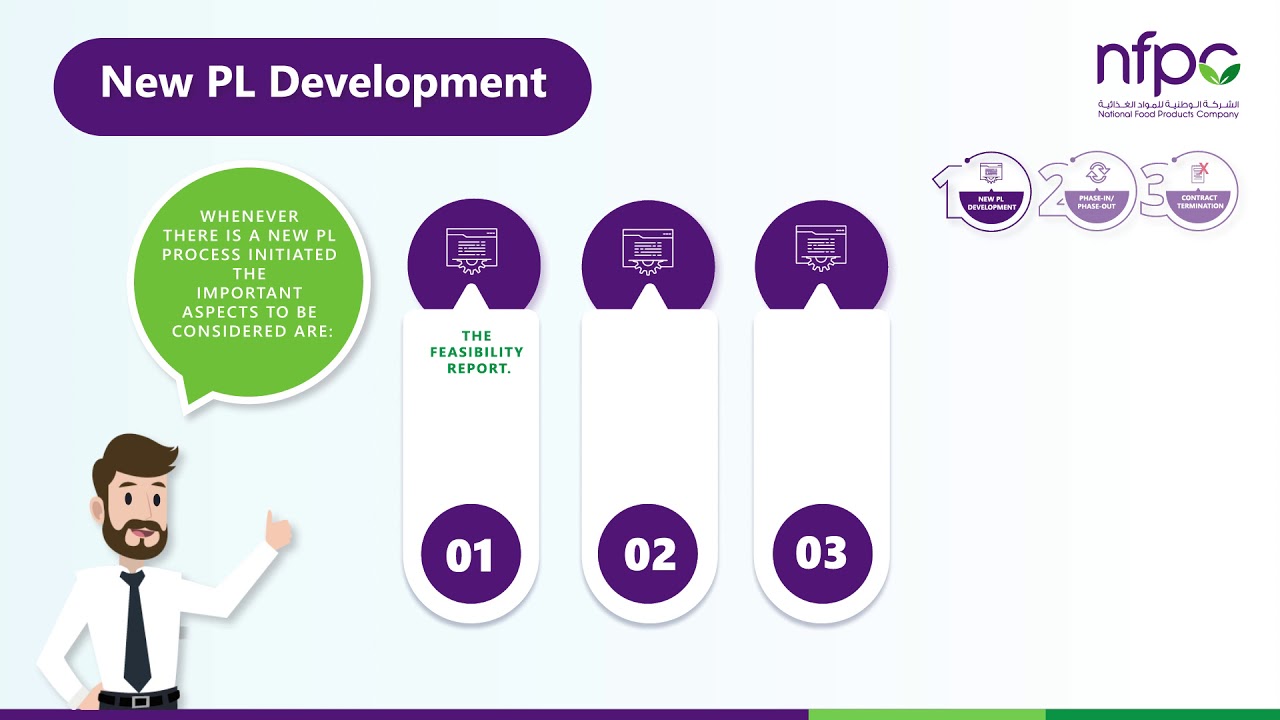 New PL Development
nfpc
الشركة الوطنية للمواد الغذائية
National Food Products Company
WHENEVER
THERE IS A NEW PL
PROCESS INITIATED
THE
IMPORTANT
ASPECTS TO BE
CONSIDERED ARE:
1
NEW PL
DEVELOPMENT
2
PHASE-IN/
PHASE-OUT
3
CONTRACT
TERMINATION
THE
FEASIBILITY
REPORT.
01
02
03